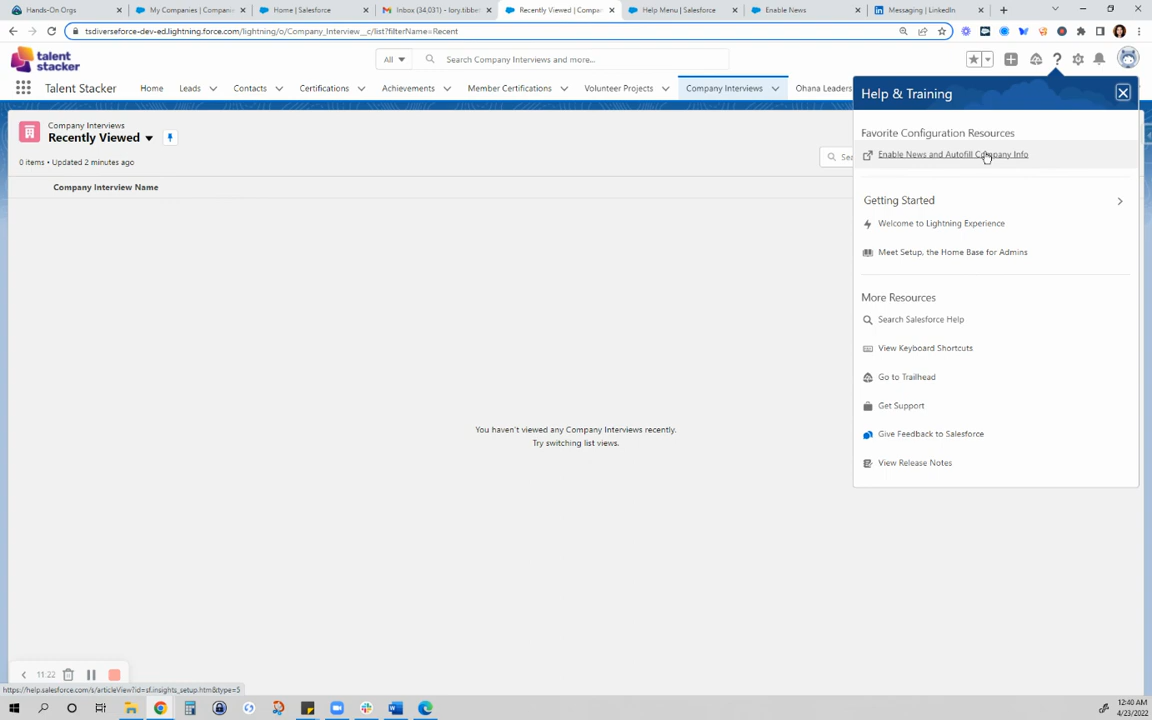 Hands-On Orgs
My Companies | Compani
Home | Salesforce
Inbox (34,031) - lory.tibbet
Recently Viewed | Compan
Help Menu | Salesforce
Enable News
Messaging | LinkedIn
tsdiverseforce-dev-ed.lightning.force.com/lightning/o/Company_Interview__c/list?filterName=Recent
talent
stacker
All
Search Company Interviews and more...
Talent Stacker
Home
Leads
Contacts
Certifications
Achievements
Member Certifications
Volunteer Projects
Company Interviews
Ohana Leaders
Help & Training
Company Interviews
Recently Viewed
0 items • Updated 2 minutes ago
Sea
Company Interview Name
Favorite Configuration Resources
Enable News and Autofill Company Info
Getting Started
Welcome to Lightning Experience
Meet Setup, the Home Base for Admins
More Resources
Search Salesforce Help
View Keyboard Shortcuts
Go to Trailhead
Get Support
Give Feedback to Salesforce
View Release Notes
You haven't viewed any Company Interviews recently.
Try switching list views.
11:22
https://help.salesforce.com/s/articleView?id=sf.insights_setup.htm&type=5
12:40 AM
4/23/2022